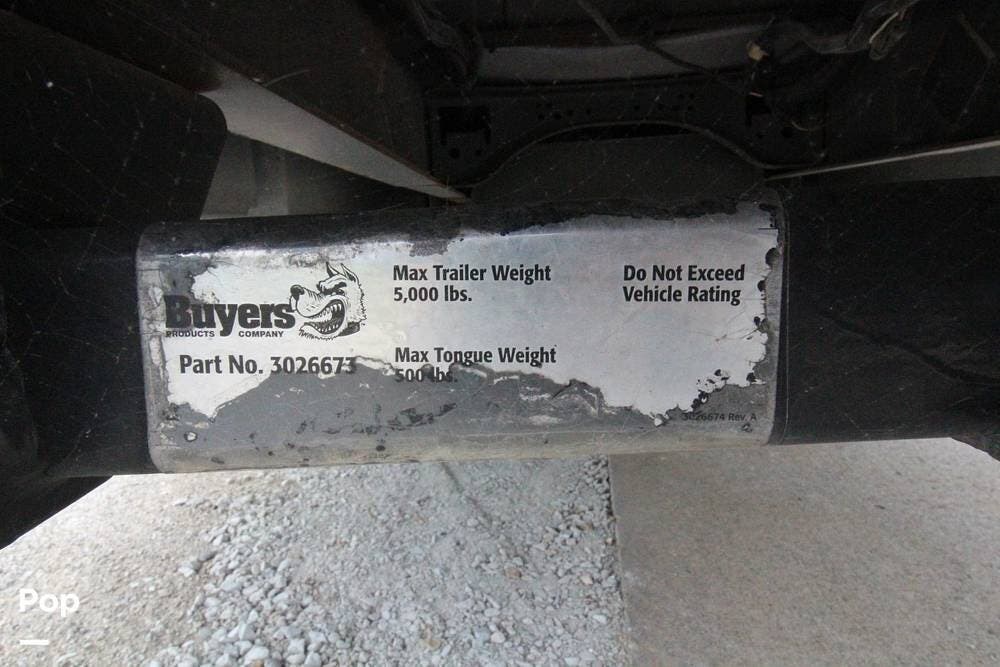 Buyers
PRODUCTS COMPANY
Part No. 3026673
Max Trailer Weight
5,000 lbs.
Max Tongue Weight
500 lbs.
Do Not Exceed
Vehicle Rating
3026674 Rev. A
Pop